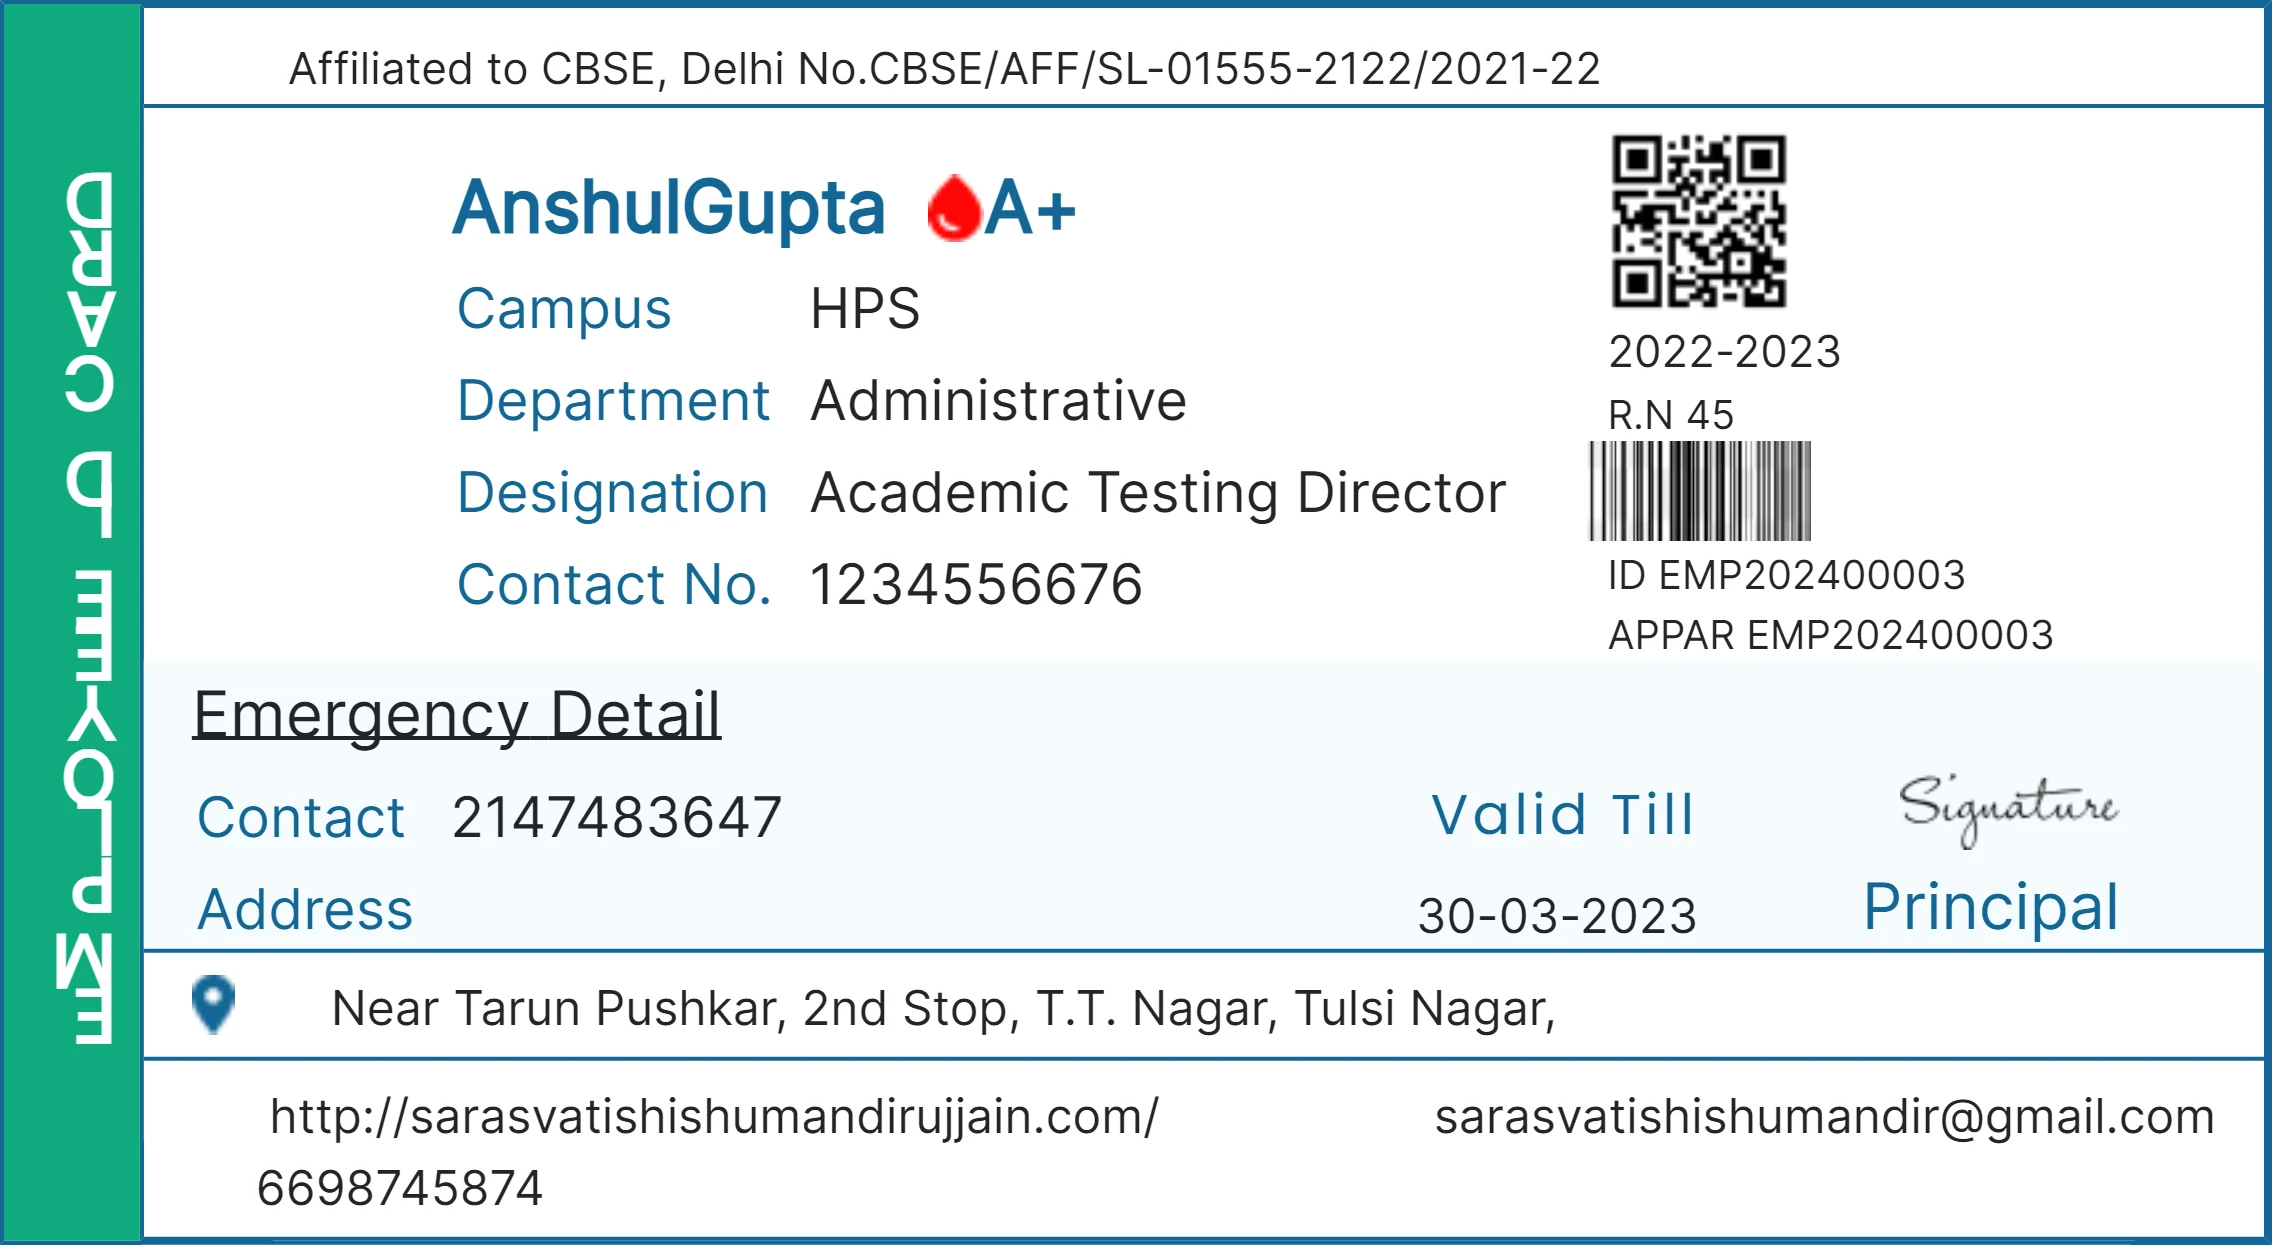 Affiliated to CBSE, Delhi No.CBSE/AFF/SL-01555-2122/2021-22
EMPLOYEE ID CARD
AnshulGupta A+
Campus HPS
Department Administrative
Designation Academic Testing Director
Contact No. 1234556676
2022-2023
R.N 45
ID EMP202400003
APPAR EMP202400003
Emergency Detail
Contact 2147483647
Address
Valid Till
30-03-2023
Signature
Principal
Near Tarun Pushkar, 2nd Stop, T.T. Nagar, Tulsi Nagar,
http://sarasvatishishumandirujjain.com/ sarasvatishishumandir@gmail.com
6698745874